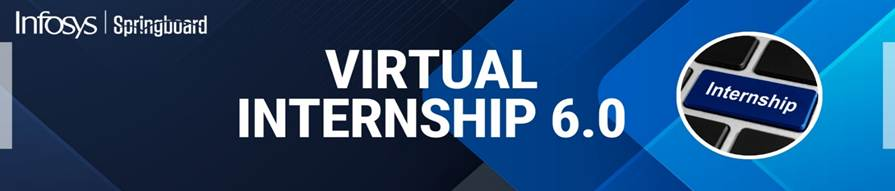 Infosys | Springboard
VIRTUAL
INTERNSHIP 6.0
Internship